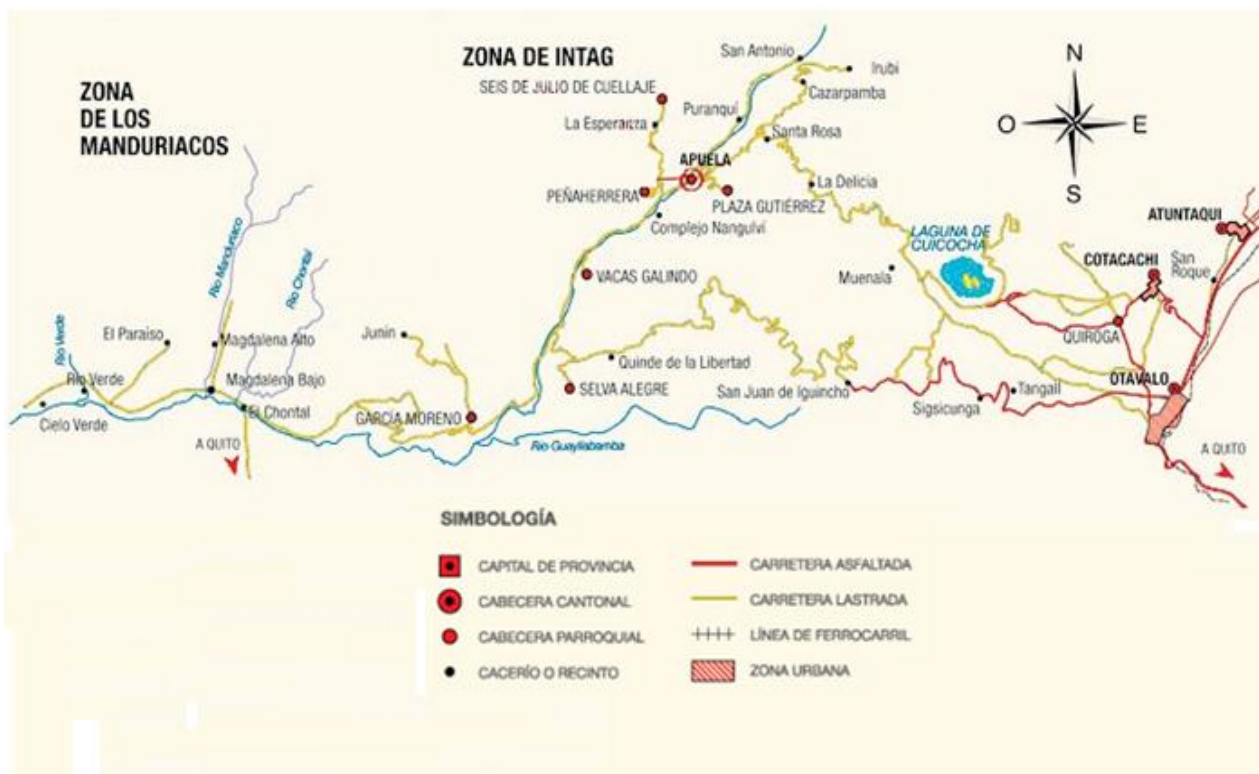 ZONA
DE LOS
MANDURIACOS
ZONA DE INTAG
SEIS DE JULIO DE CUELLAJE
La Esperanza
San Antonio
Irubí
Cazarpamba
Puranquí
Santa Rosa
APUELA
PEÑAHERRERA
PLAZA GUTIÉRREZ
La Delicia
Complejo Nangulví
N
O
E
S
LAGUNA DE
CUICOCHA
ATUNTAQUI
COTACACHI
San
Roque
Muenala
VACAS GALINDO
QUIROGA
Río Manduriaco
Río Chontal
Río Verde
El Paraíso
Magdalena Alto
Junín
Quinde de la Libertad
SELVA ALEGRE
San Juan de Iguincho
OTAVALO
Tangalí
Sigsicunga
Río Verde
Magdalena Bajo
Cielo Verde
El Chontal
GARCÍA MORENO
Río Guayllabamba
A QUITO
A QUITO
SIMBOLOGÍA
CAPITAL DE PROVINCIA
CABECERA CANTONAL
CABECERA PARROQUIAL
CACERÍO O RECINTO
CARRETERA ASFALTADA
CARRETERA LASTRADA
LÍNEA DE FERROCARRIL
ZONA URBANA